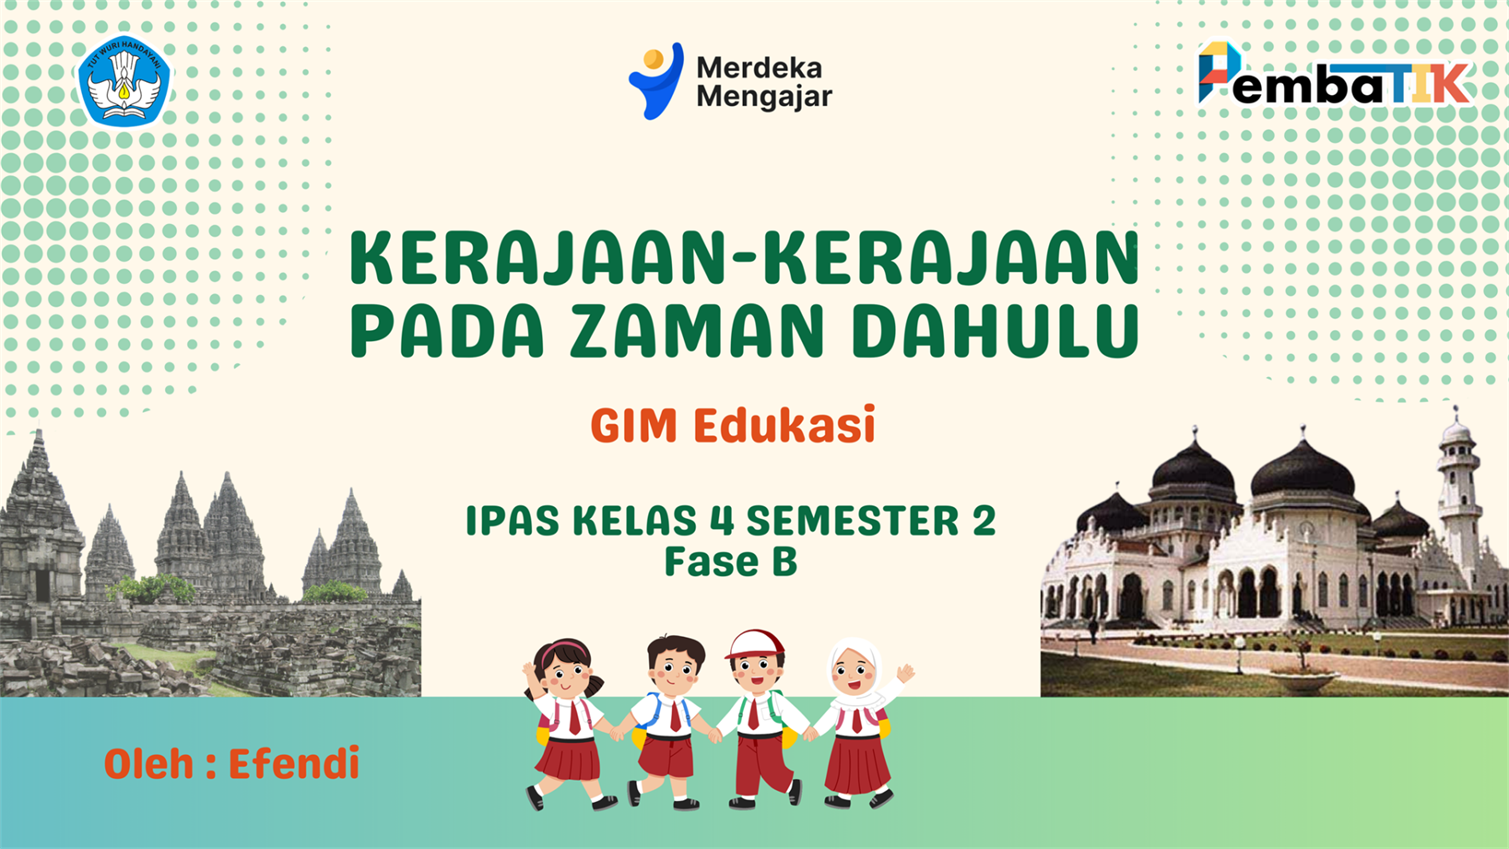 TUT WURI HANDAYANI
Merdeka
Mengajar
PembaTIK
KERAJAAN-KERAJAAN
PADA ZAMAN DAHULU
GIM Edukasi
IPAS KELAS 4 SEMESTER 2
Fase B
Oleh : Efendi